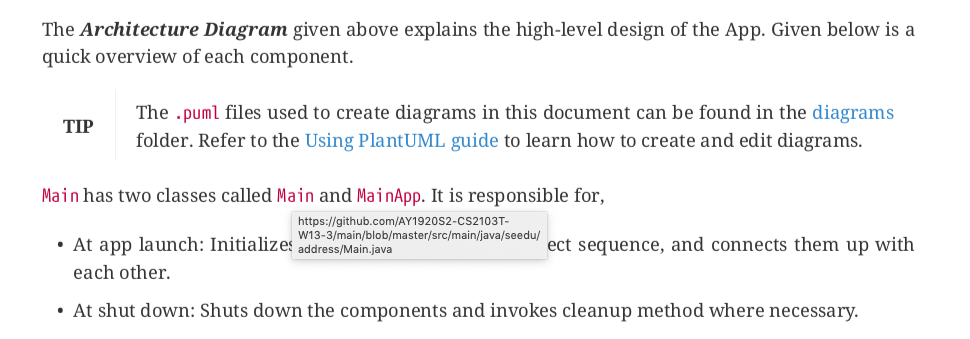 The Architecture Diagram given above explains the high-level design of the App. Given below is a
quick overview of each component.
TIP
The .puml files used to create diagrams in this document can be found in the diagrams
folder. Refer to the Using PlantUML guide to learn how to create and edit diagrams.
Main has two classes called Main and MainApp. It is responsible for,
https://github.com/AY1920S2-CS2103T-
W13-3/main/blob/master/src/main/java/seedu/
address/Main.java
• At app launch: Initializes ect sequence, and connects them up with
each other.
• At shut down: Shuts down the components and invokes cleanup method where necessary.